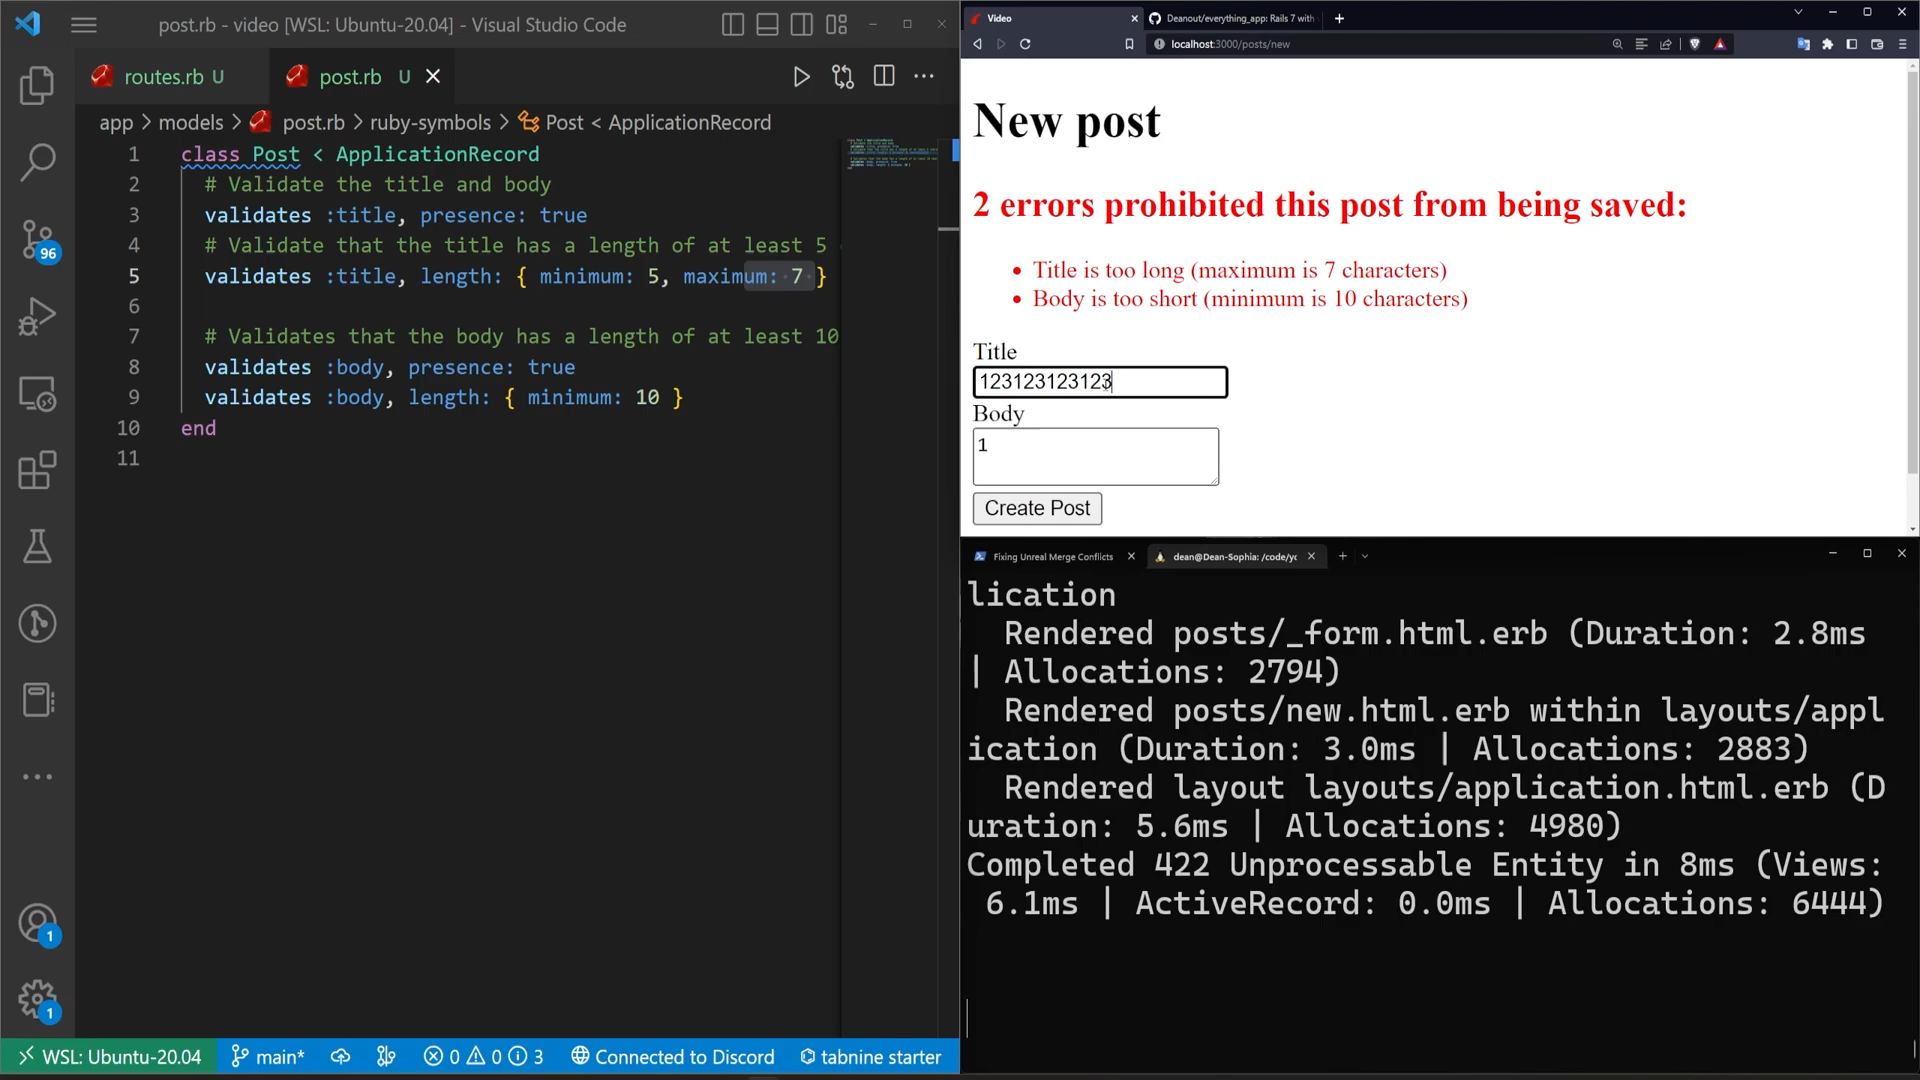 post.rb - video [WSL: Ubuntu-20.04] - Visual Studio Code
routes.rb U
post.rb U
app > models > post.rb > ruby-symbols > Post < ApplicationRecord
1 class Post < ApplicationRecord
2 # Validate the title and body
3 validates :title, presence: true
4 # Validate that the title has a length of at least 5
5 validates :title, length: { minimum: 5, maximum: 7 }
6
7 # Validates that the body has a length of at least 10
8 validates :body, presence: true
9 validates :body, length: { minimum: 10 }
10 end
11
96
1
1
WSL: Ubuntu-20.04 main* 0 0 3 Connected to Discord tabnine starter
Video
Deanout/everything_app: Rails 7 with
localhost:3000/posts/new
New post
2 errors prohibited this post from being saved:
• Title is too long (maximum is 7 characters)
• Body is too short (minimum is 10 characters)
Title
123123123123
Body
1
Create Post
Fixing Unreal Merge Conflicts
dean@Dean-Sophia: /code/yo
lication
Rendered posts/_form.html.erb (Duration: 2.8ms
| Allocations: 2794)
Rendered posts/new.html.erb within layouts/appl
ication (Duration: 3.0ms | Allocations: 2883)
Rendered layout layouts/application.html.erb (D
uration: 5.6ms | Allocations: 4980)
Completed 422 Unprocessable Entity in 8ms (Views:
6.1ms | ActiveRecord: 0.0ms | Allocations: 6444)